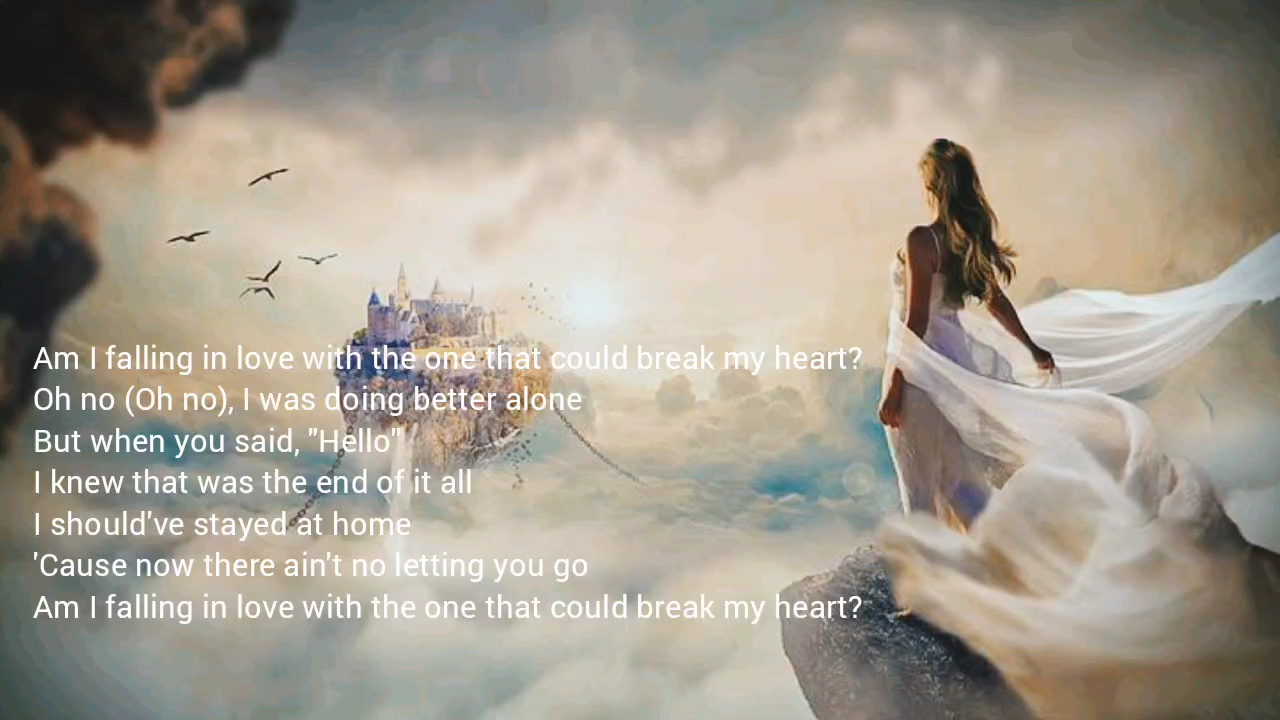 Am I falling in love with the one that could break my heart?
Oh no (Oh no), I was doing better alone
But when you said, "Hello"
I knew that was the end of it all
I should've stayed at home
'Cause now there ain't no letting you go
Am I falling in love with the one that could break my heart?